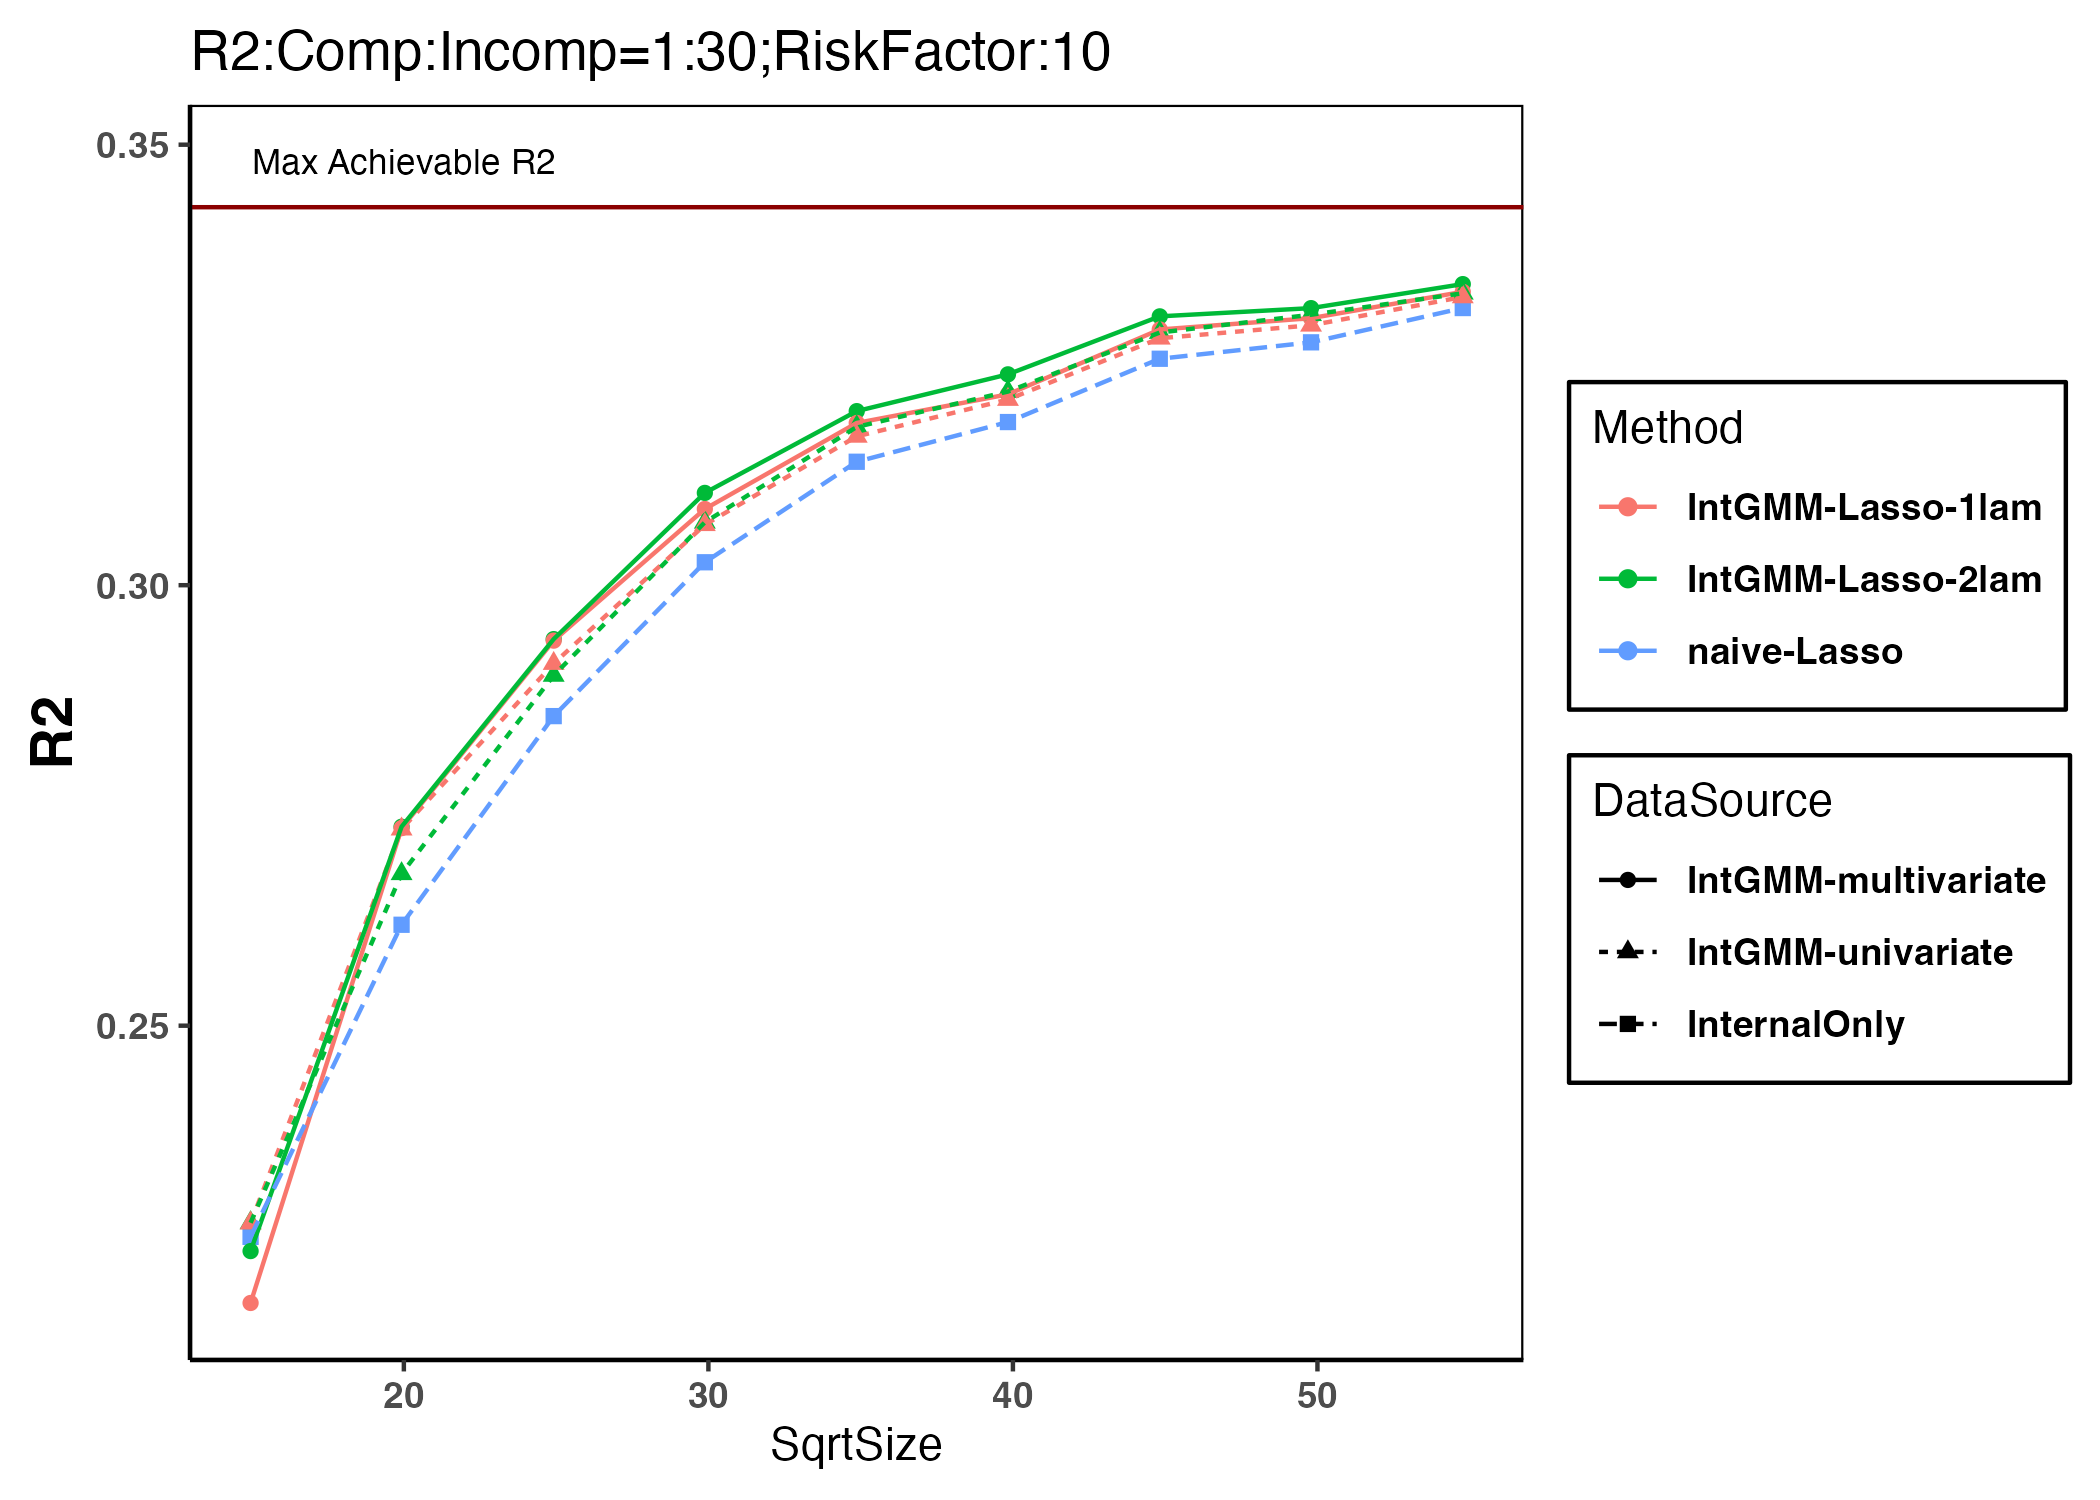 R2:Comp:Incomp=1:30;RiskFactor:10
0.35
Max Achievable R2
0.30
0.25
R2
20 30 40 50
SqrtSize
Method
IntGMM-Lasso-1lam
IntGMM-Lasso-2lam
naive-Lasso
DataSource
IntGMM-multivariate
IntGMM-univariate
InternalOnly